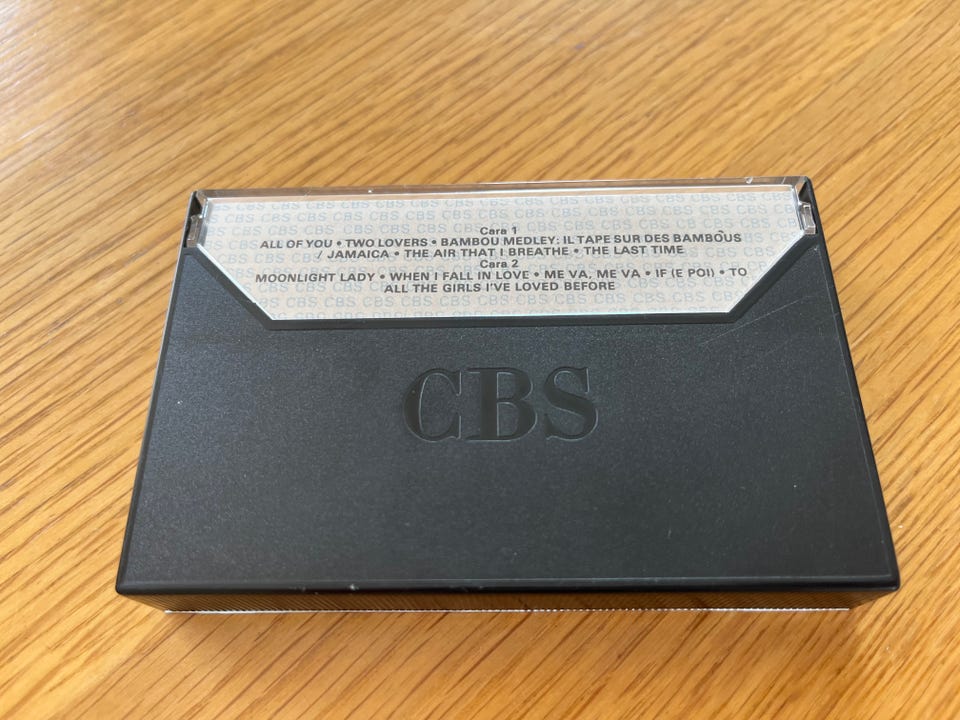 Cara 1
ALL OF YOU • TWO LOVERS • BAMBOU MEDLEY: IL TAPE SUR DES BAMBOÛS
/ JAMAICA • THE AIR THAT I BREATHE • THE LAST TIME
Cara 2
MOONLIGHT LADY • WHEN I FALL IN LOVE • ME VA, ME VA • IF (E POI) • TO
ALL THE GIRLS I'VE LOVED BEFORE
CBS